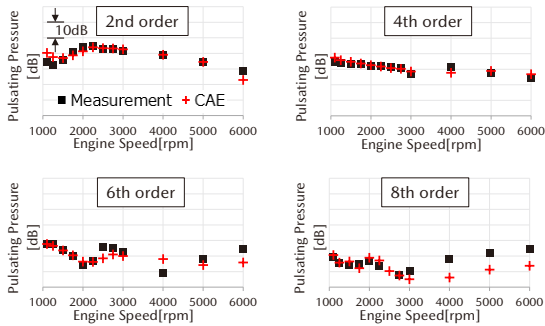 2nd order
10dB
Pulsating Pressure
[dB]
Measurement CAE
1000 2000 3000 4000 5000 6000
Engine Speed[rpm]
4th order
Pulsating Pressure
[dB]
1000 2000 3000 4000 5000 6000
Engine Speed[rpm]
6th order
Pulsating Pressure
[dB]
1000 2000 3000 4000 5000 6000
Engine Speed[rpm]
8th order
Pulsating Pressure
[dB]
1000 2000 3000 4000 5000 6000
Engine Speed[rpm]